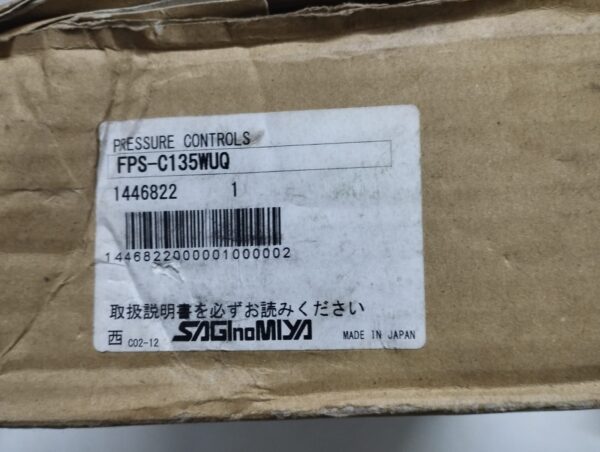 PRESSURE CONTROLS
FPS-C135WUQ
1446822 1
1446822000001000002
取扱説明書を必ずお読みください
西 C02-12 SAGInoMIYA MADE IN JAPAN